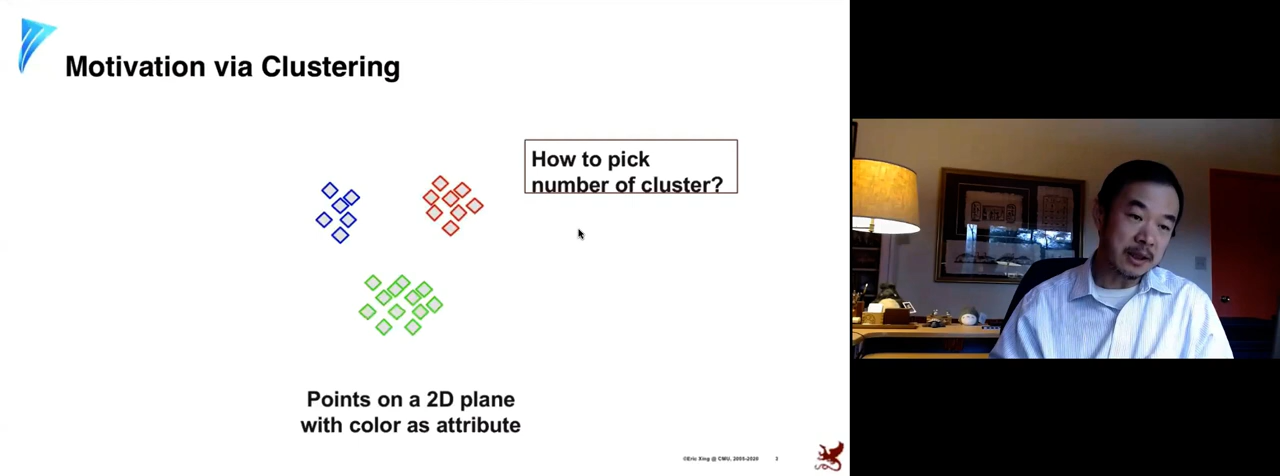 Motivation via Clustering
How to pick
number of cluster?
Points on a 2D plane
with color as attribute
©Eric Xing @ CMU, 2005-2020 3